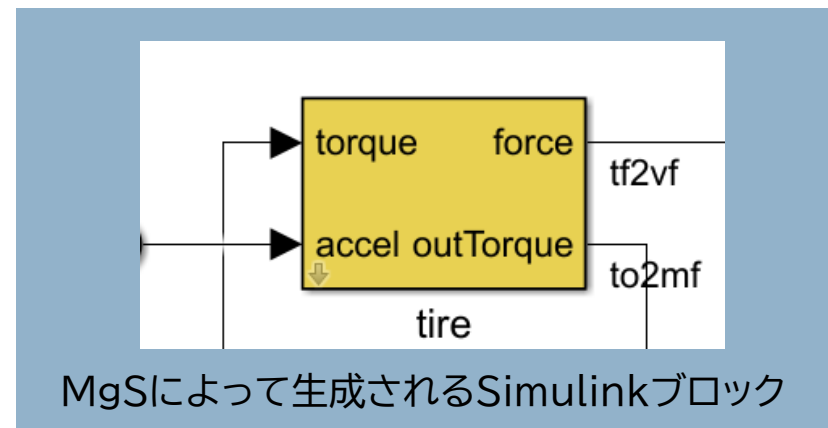 torque force
tf2vf
accel outTorque
to2mf
tire
MgSによって生成されるSimulinkブロック